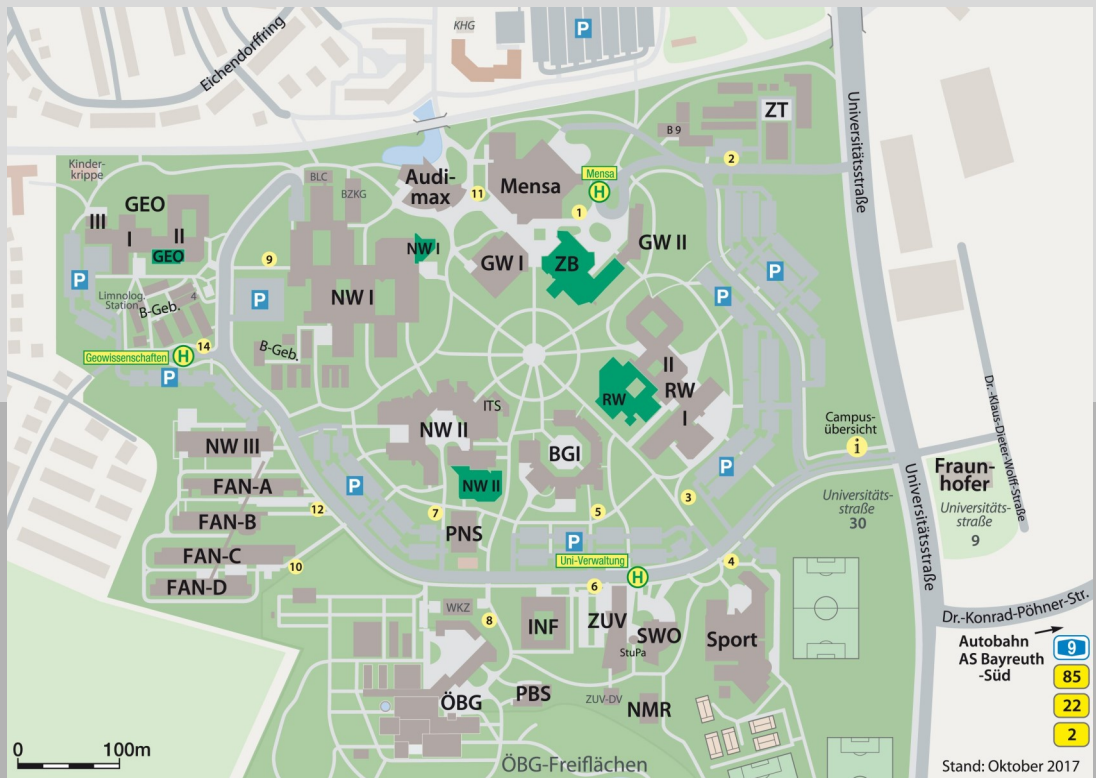 KHG
P
Eichendorffring
Universitätsstraße
ZT
B 9
2
Kinder-
krippe
BLC
BZKG
Audi-
max
11
Mensa
Mensa
H
1
GEO
III
I
II
GEO
9
NW I
GW I
ZB
GW II
P
P
P
P
NW I
Limnolog.
Station
4
B-Geb.
14
Geowissenschaften
H
P
B-Geb.
II
RW
I
RW
ITS
NW II
BGI
NW II
Campus-
übersicht
i
Dr.-Klaus-Dieter-Wolff-Straße
NW III
FAN-A
FAN-B
FAN-C
FAN-D
12
10
P
7
PNS
5
3
P
P
Uni-Verwaltung
H
6
4
Universitäts-
straße
30
Universitätsstraße
Fraun-
hofer
Universitäts-
straße
9
WKZ
8
INF
ZUV
SWO
StuPa
Sport
ÖBG
PBS
ZUV-DV
NMR
Dr.-Konrad-Pöhner-Str.
Autobahn
AS Bayreuth
-Süd
9
85
22
2
0 100m
ÖBG-Freiflächen
Stand: Oktober 2017